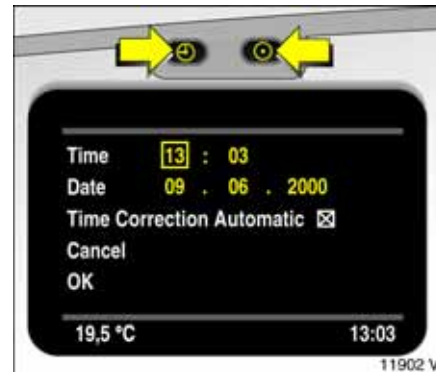 Time 13 : 03
Date 09 . 06 . 2000
Time Correction Automatic ☒
Cancel
OK
19,5 °C 13:03
11902 V